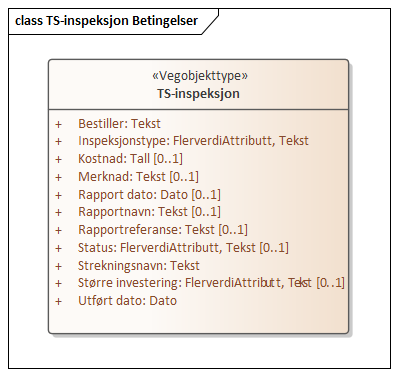 class TS-inspeksjon Betingelser
«Vegobjekttype»
TS-inspeksjon
+ Bestiller: Tekst
+ Inspeksjonstype: FlerverdiAttributt, Tekst
+ Kostnad: Tall [0..1]
+ Merknad: Tekst [0..1]
+ Rapport dato: Dato [0..1]
+ Rapportnavn: Tekst [0..1]
+ Rapportreferanse: Tekst [0..1]
+ Status: FlerverdiAttributt, Tekst [0..1]
+ Strekningsnavn: Tekst
+ Større investering: FlerverdiAttributt, Tekst [0..1]
+ Utført dato: Dato